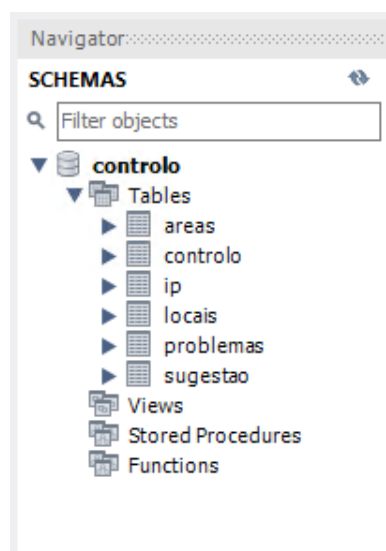 Navigator
SCHEMAS
Filter objects
controlo
Tables
areas
controlo
ip
locais
problemas
sugestao
Views
Stored Procedures
Functions